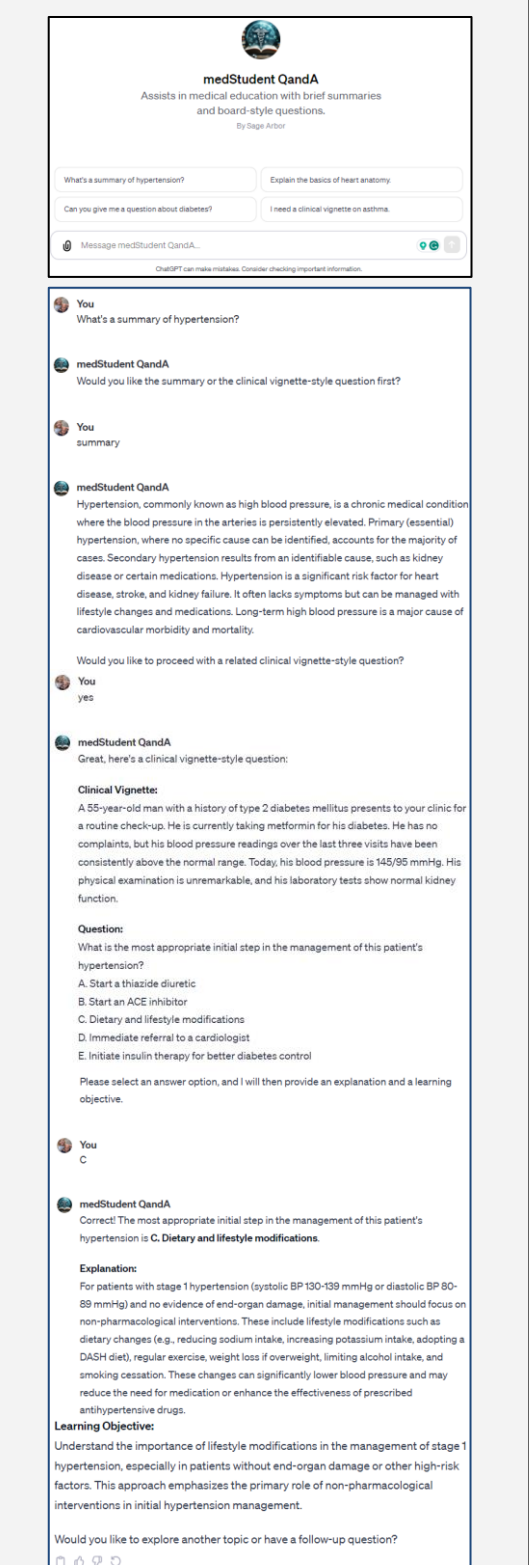 medStudent QandA
Assists in medical education with brief summaries
and board-style questions.
By Sage Arbor
What's a summary of hypertension?
Explain the basics of heart anatomy.
Can you give me a question about diabetes?
I need a clinical vignette on asthma.
Message medStudent QandA...
ChatGPT can make mistakes. Consider checking important information.
You
What's a summary of hypertension?
medStudent QandA
Would you like the summary or the clinical vignette-style question first?
You
summary
medStudent QandA
Hypertension, commonly known as high blood pressure, is a chronic medical condition
where the blood pressure in the arteries is persistently elevated. Primary (essential)
hypertension, where no specific cause can be identified, accounts for the majority of
cases. Secondary hypertension results from an identifiable cause, such as kidney
disease or certain medications. Hypertension is a significant risk factor for heart
disease, stroke, and kidney failure. It often lacks symptoms but can be managed with
lifestyle changes and medications. Long-term high blood pressure is a major cause of
cardiovascular morbidity and mortality.
Would you like to proceed with a related clinical vignette-style question?
You
yes
medStudent QandA
Great, here's a clinical vignette-style question:
Clinical Vignette:
A 55-year-old man with a history of type 2 diabetes mellitus presents to your clinic for
a routine check-up. He is currently taking metformin for his diabetes. He has no
complaints, but his blood pressure readings over the last three visits have been
consistently above the normal range. Today, his blood pressure is 145/95 mmHg. His
physical examination is unremarkable, and his laboratory tests show normal kidney
function.
Question:
What is the most appropriate initial step in the management of this patient's
hypertension?
A. Start a thiazide diuretic
B. Start an ACE inhibitor
C. Dietary and lifestyle modifications
D. Immediate referral to a cardiologist
E. Initiate insulin therapy for better diabetes control
Please select an answer option, and I will then provide an explanation and a learning
objective.
You
C
medStudent QandA
Correct! The most appropriate initial step in the management of this patient's
hypertension is C. Dietary and lifestyle modifications.
Explanation:
For patients with stage 1 hypertension (systolic BP 130-139 mmHg or diastolic BP 80-
89 mmHg) and no evidence of end-organ damage, initial management should focus on
non-pharmacological interventions. These include lifestyle modifications such as
dietary changes (e.g., reducing sodium intake, increasing potassium intake, adopting a
DASH diet), regular exercise, weight loss if overweight, limiting alcohol intake, and
smoking cessation. These changes can significantly lower blood pressure and may
reduce the need for medication or enhance the effectiveness of prescribed
antihypertensive drugs.
Learning Objective:
Understand the importance of lifestyle modifications in the management of stage 1
hypertension, especially in patients without end-organ damage or other high-risk
factors. This approach emphasizes the primary role of non-pharmacological
interventions in initial hypertension management.
Would you like to explore another topic or have a follow-up question?